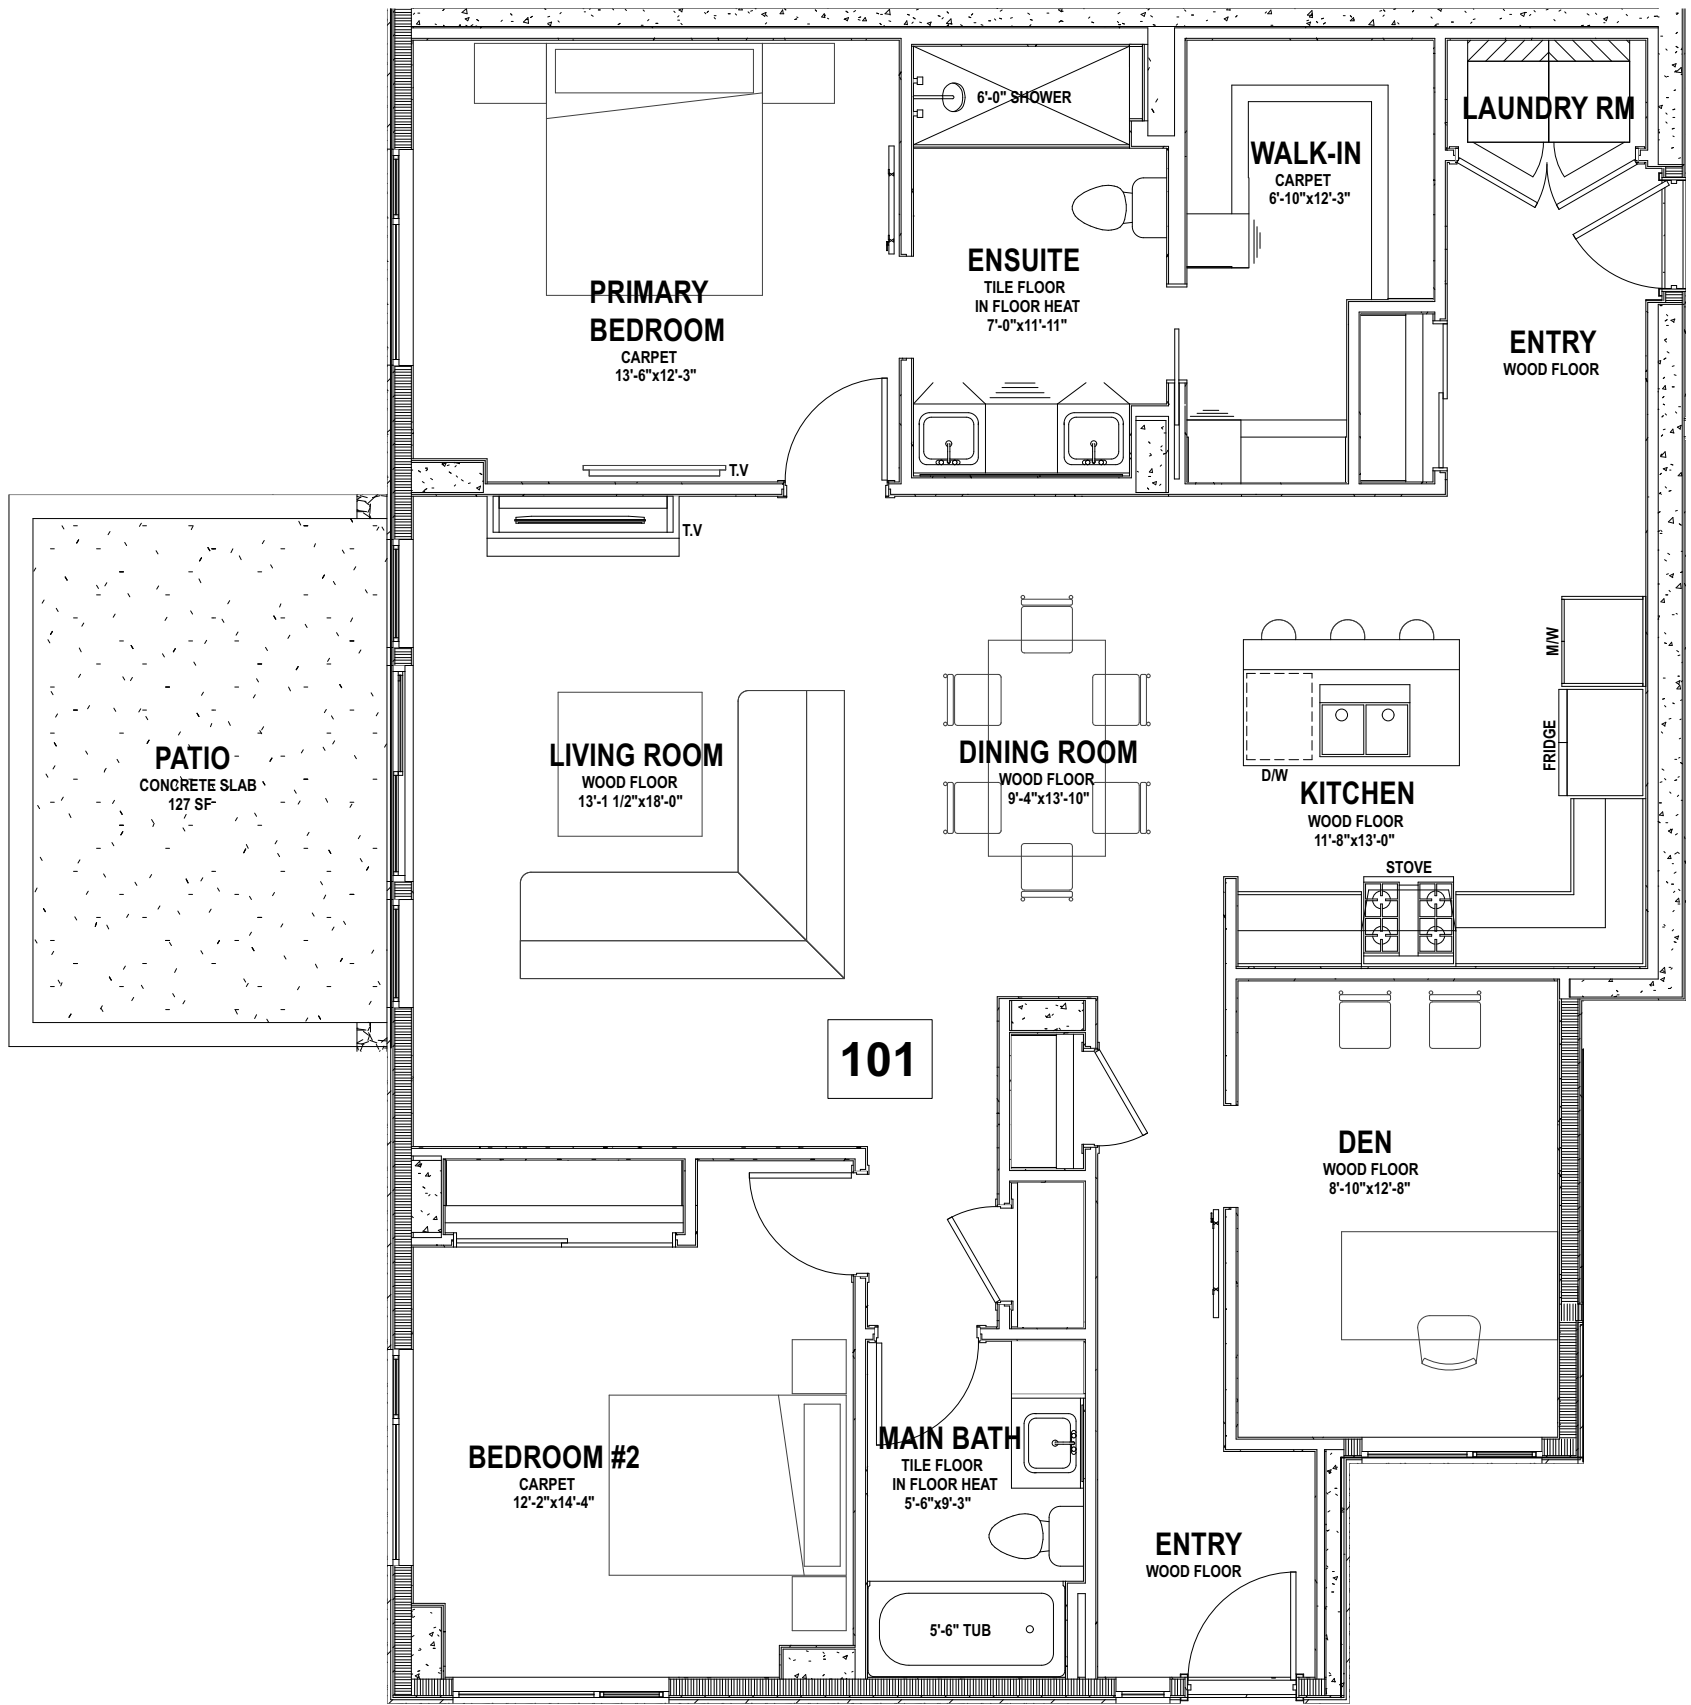 6'-0" SHOWER
LAUNDRY RM
WALK-IN
CARPET
6'-10"x12'-3"
ENSUITE
TILE FLOOR
IN FLOOR HEAT
7'-0"x11'-11"
PRIMARY
BEDROOM
CARPET
13'-6"x12'-3"
ENTRY
WOOD FLOOR
T.V
T.V
M/W
FRIDGE
PATIO
CONCRETE SLAB
127 SF
LIVING ROOM
WOOD FLOOR
13'-1 1/2"x18'-0"
DINING ROOM
WOOD FLOOR
9'-4"x13'-10"
D/W
KITCHEN
WOOD FLOOR
11'-8"x13'-0"
STOVE
101
DEN
WOOD FLOOR
8'-10"x12'-8"
BEDROOM #2
CARPET
12'-2"x14'-4"
MAIN BATH
TILE FLOOR
IN FLOOR HEAT
5'-6"x9'-3"
ENTRY
WOOD FLOOR
5'-6" TUB